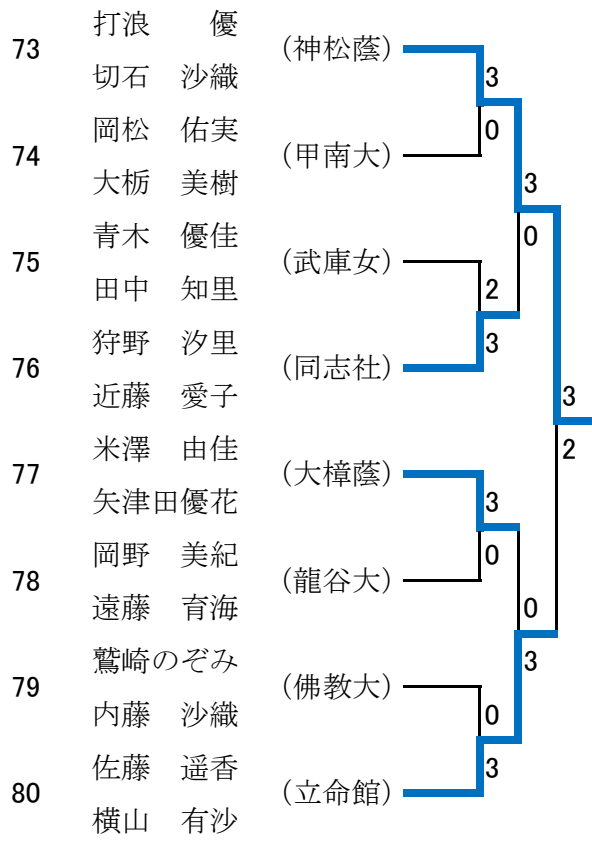 打浪　　優
73
(神松蔭)
切石　沙織
3
岡松　佑実
0
74
(甲南大)
大栃　美樹
3
青木　優佳
0
75
(武庫女)
田中　知里
2
狩野　汐里
3
76
(同志社)
近藤　愛子
3
米澤　由佳
2
77
(大樟蔭)
矢津田優花
3
岡野　美紀
0
78
(龍谷大)
遠藤　育海
0
鷲崎のぞみ
3
79
(佛教大)
内藤　沙織
0
佐藤　遥香
3
80
(立命館)
横山　有沙